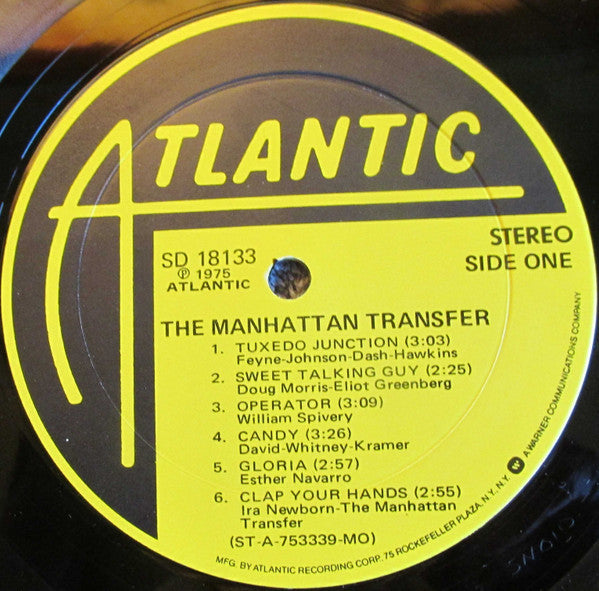 ATLANTIC
STEREO
SIDE ONE
SD 18133
℗ 1975
ATLANTIC
THE MANHATTAN TRANSFER
1. TUXEDO JUNCTION (3:03)
Feyne-Johnson-Dash-Hawkins
2. SWEET TALKING GUY (2:25)
Doug Morris-Eliot Greenberg
3. OPERATOR (3:09)
William Spivery
4. CANDY (3:26)
David-Whitney-Kramer
5. GLORIA (2:57)
Esther Navarro
6. CLAP YOUR HANDS (2:55)
Ira Newborn-The Manhattan
Transfer
(ST-A-753339-MO)
MFG. BY ATLANTIC RECORDING CORP., 75 ROCKEFELLER PLAZA, N.Y., N.Y. W A WARNER COMMUNICATIONS COMPANY